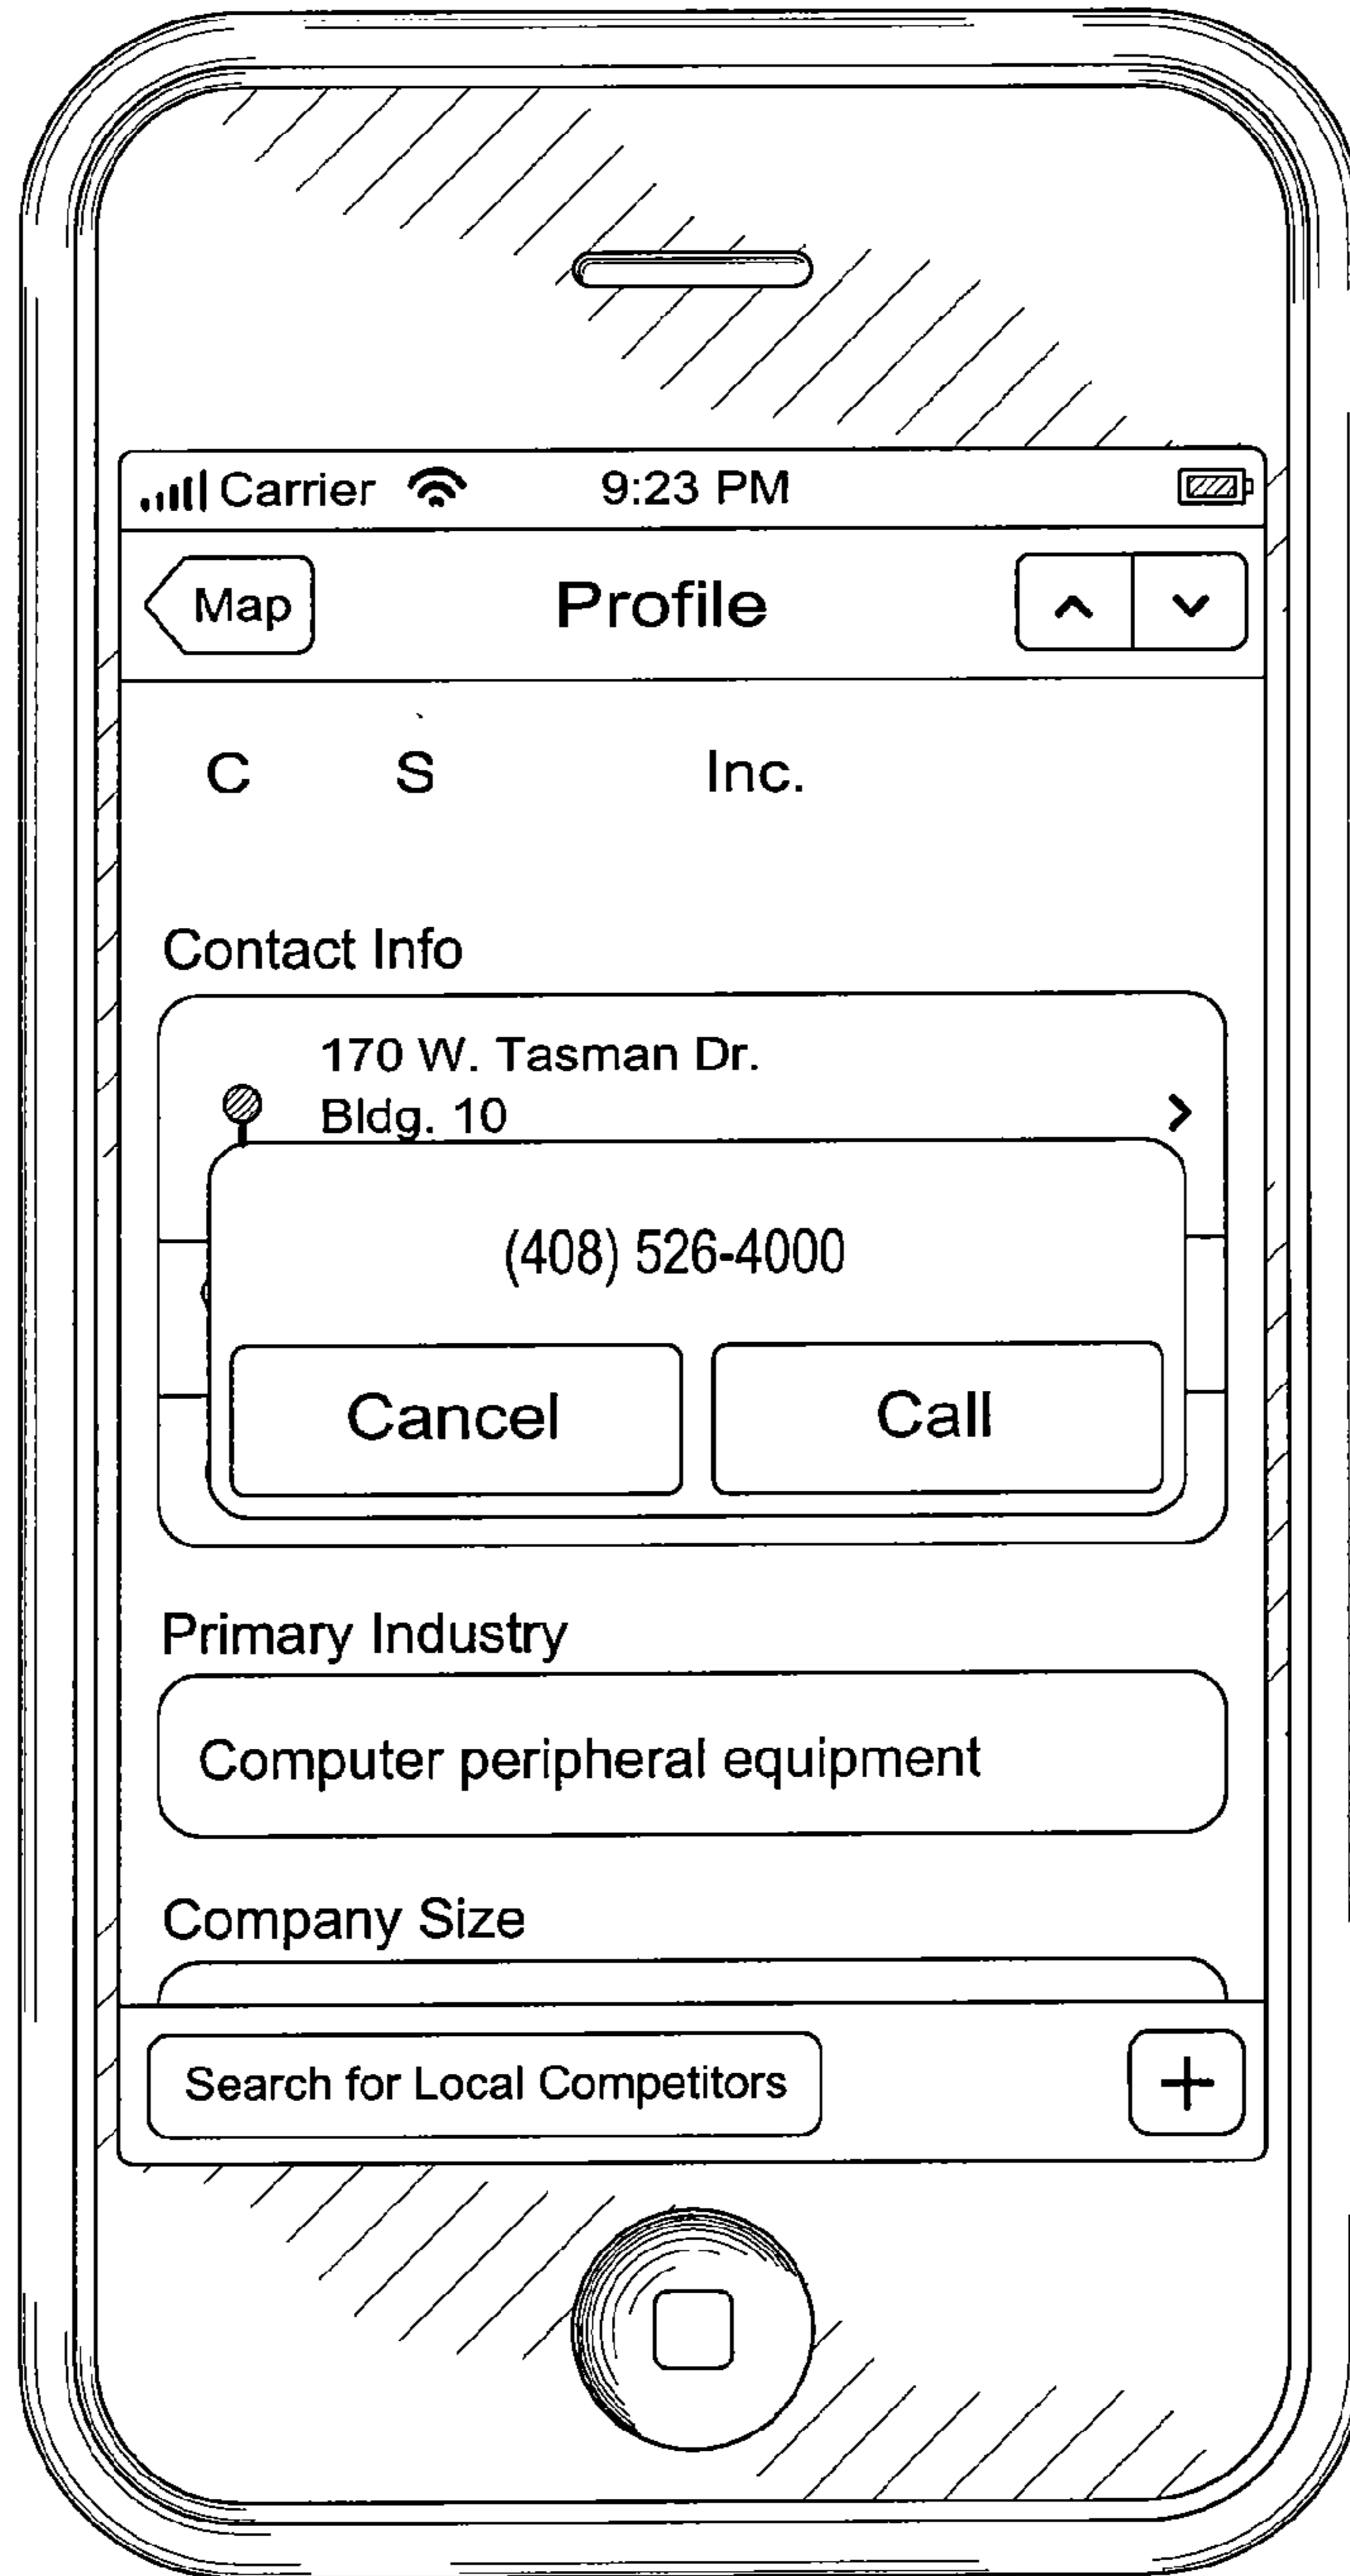 Carrier 9:23 PM
Map Profile
C S Inc.
Contact Info
170 W. Tasman Dr.
Bldg. 10
(408) 526-4000
Cancel Call
Primary Industry
Computer peripheral equipment
Company Size
Search for Local Competitors +